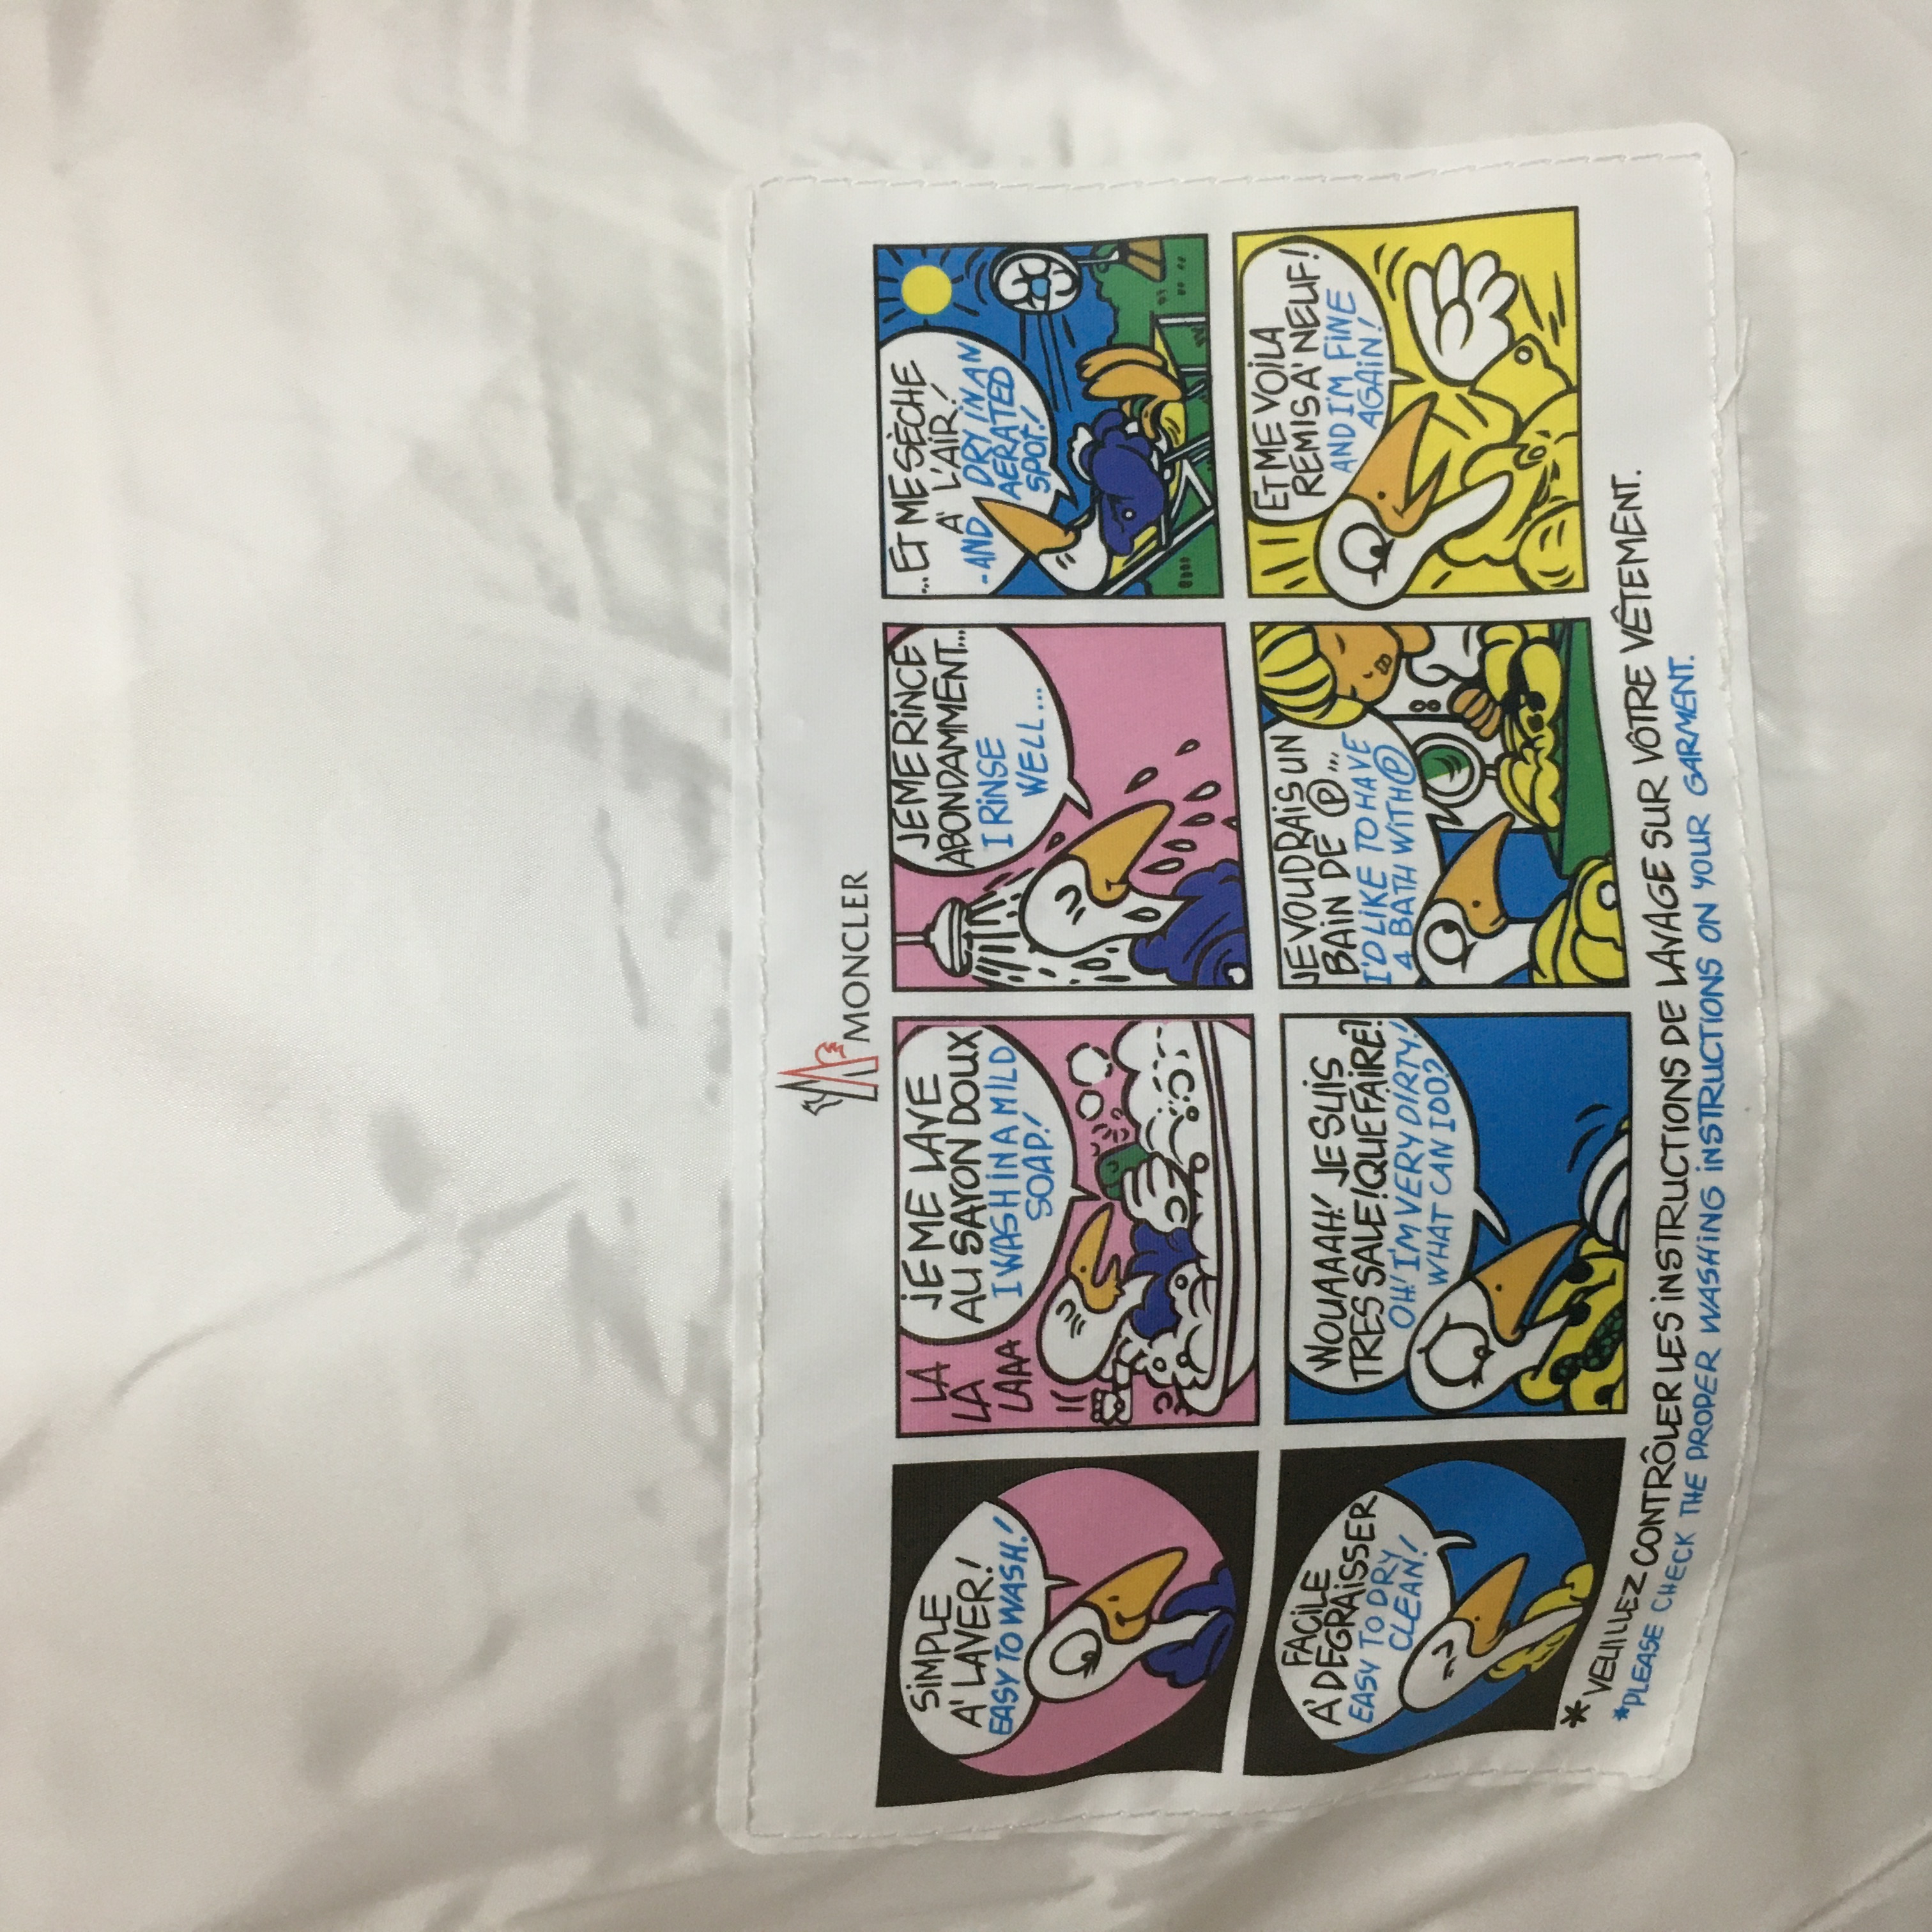 MONCLER
SIMPLE
A' LAVER!
EASY TO WASH!
JE ME LAVE
AU SAVON DOUX
I WASH IN A MILD
SOAP!
LA
LA
LAAA
JE ME RINCE
ABONDAMMENT...
I RINSE
WELL...
...ET ME SÈCHE
A' L'AIR!
-AND DRY IN AN
AERATED
SPOT!
FACILE
A' DEGRAISSER
EASY TO DRY
CLEAN!
WOUAAAH! JE SUIS
TRES SALE! QUE FAIRE!
OH! I'M VERY DIRTY!
WHAT CAN I DO?
JE VOUDRAIS UN
BAIN DE Ⓟ...
I'D LIKE TO HAVE
A BATH WITH Ⓟ
ET ME VOILA
REMIS A' NEUF!
AND I'M FINE
AGAIN!
* VEUILLEZ CONTRÔLER LES INSTRUCTIONS DE LAVAGE SUR VÔTRE VÊTEMENT.
*PLEASE CHECK THE PROPER WASHING INSTRUCTIONS ON YOUR GARMENT.